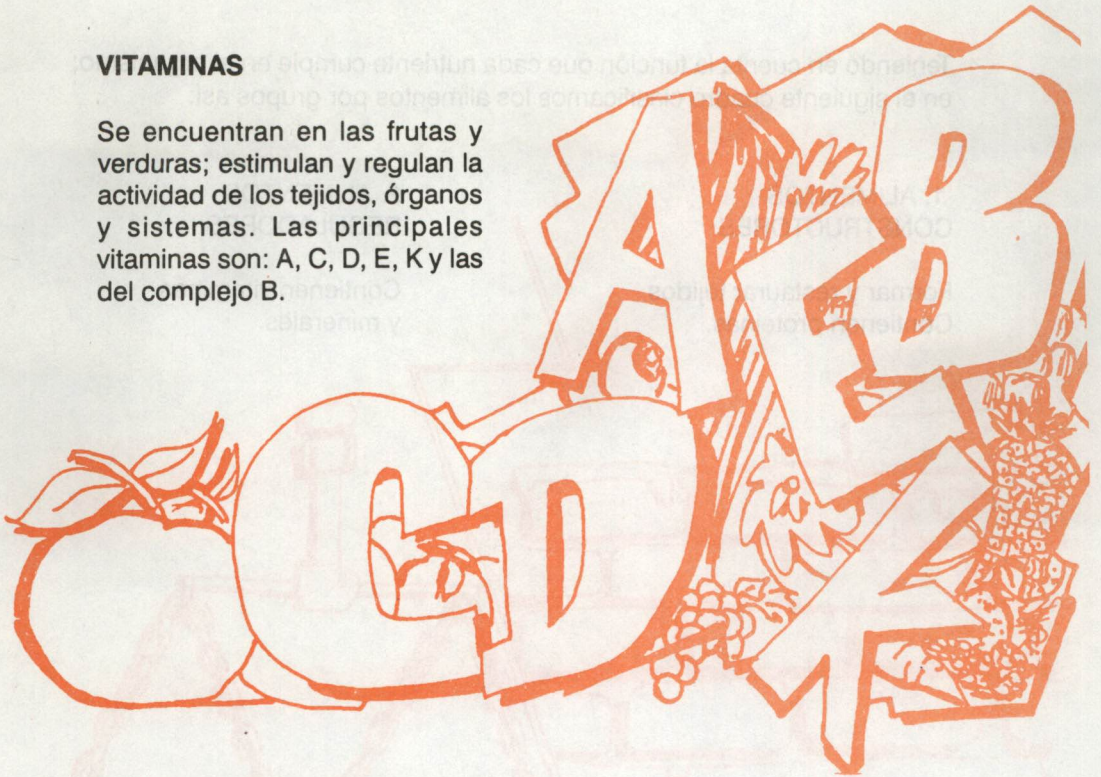 VITAMINAS
Se encuentran en las frutas y
verduras; estimulan y regulan la
actividad de los tejidos, órganos
y sistemas. Las principales
vitaminas son: A, C, D, E, K y las
del complejo B.
A B
C D K